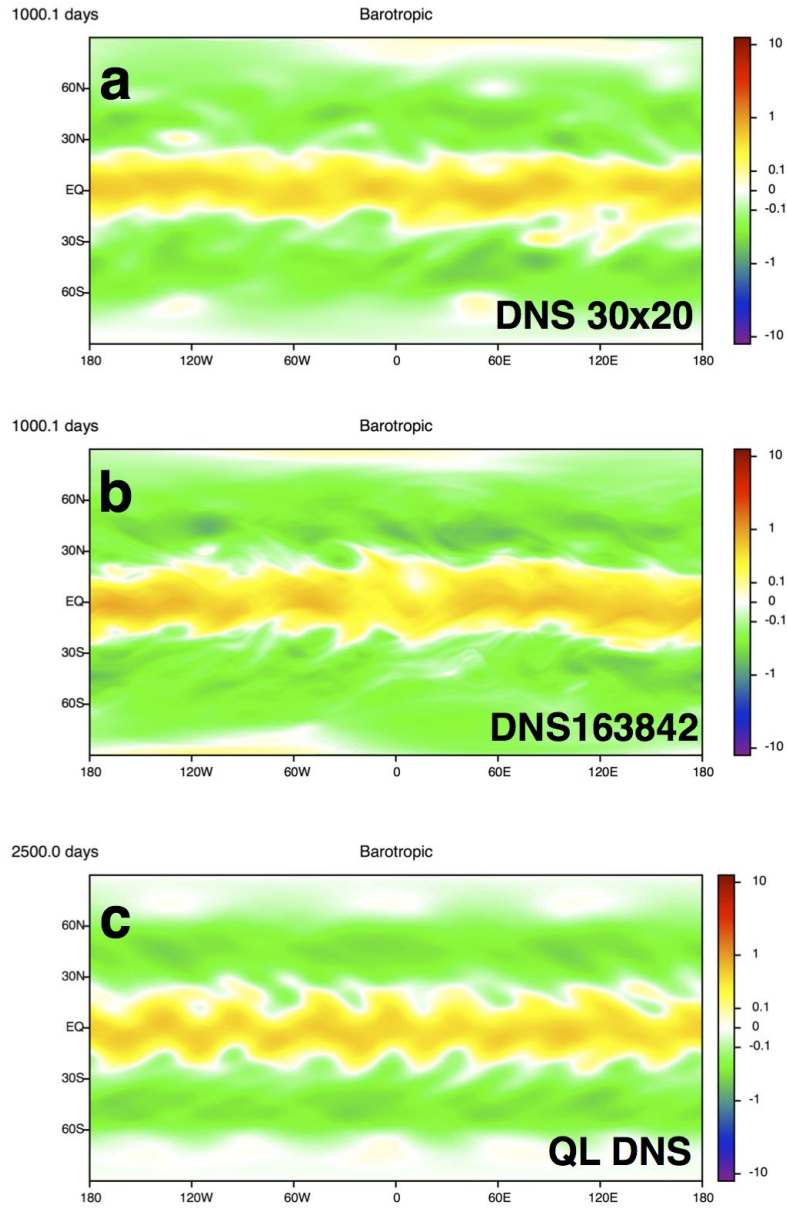 1000.1 days Barotropic
a
10
60N
1
30N
0.1
EQ 0
-0.1
30S
-1
60S
DNS 30x20
-10
180 120W 60W 0 60E 120E 180
1000.1 days Barotropic
b
10
60N
1
30N
0.1
EQ 0
-0.1
30S
-1
60S
DNS163842
-10
180 120W 60W 0 60E 120E 180
2500.0 days Barotropic
c
10
60N
1
30N
0.1
EQ 0
-0.1
30S
-1
60S
QL DNS
-10
180 120W 60W 0 60E 120E 180